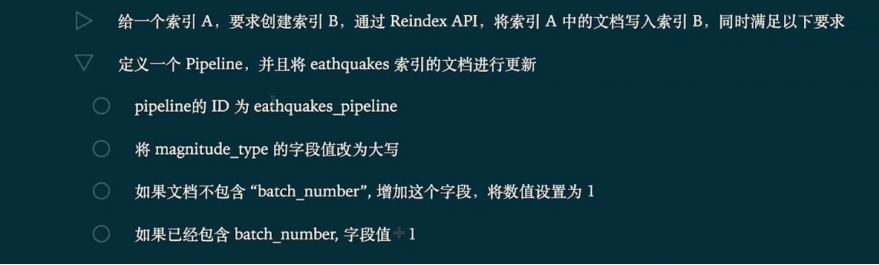 给一个索引 A，要求创建索引 B，通过 Reindex API，将索引 A 中的文档写入索引 B，同时满足以下要求
定义一个 Pipeline，并且将 eathquakes 索引的文档进行更新
pipeline的 ID 为 eathquakes_pipeline
将 magnitude_type 的字段值改为大写
如果文档不包含 “batch_number”, 增加这个字段，将数值设置为 1
如果已经包含 batch_number, 字段值 + 1